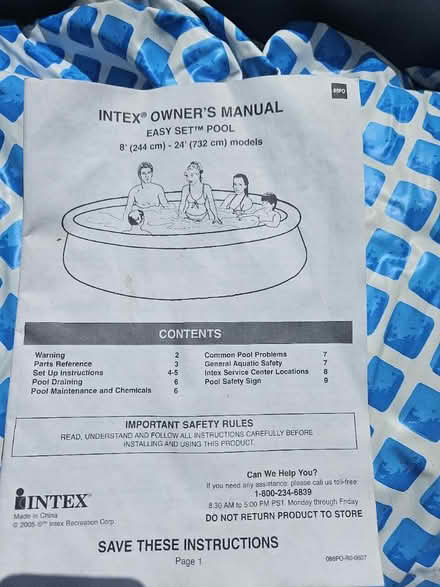 89PO
INTEX® OWNER'S MANUAL
EASY SET™ POOL
8' (244 cm) - 24' (732 cm) models
CONTENTS
Warning 2
Parts Reference 3
Set Up Instructions 4-5
Pool Draining 6
Pool Maintenance and Chemicals 6
Common Pool Problems 7
General Aquatic Safety 7
Intex Service Center Locations 8
Pool Safety Sign 9
IMPORTANT SAFETY RULES
READ, UNDERSTAND AND FOLLOW ALL INSTRUCTIONS CAREFULLY BEFORE
INSTALLING AND USING THIS PRODUCT.
INTEX®
Made in China
Intex Recreation Corp.
Can We Help You?
If you need any assistance, please call us toll-free:
1-800-234-6839
8:30 AM to 5:00 PM PST, Monday through Friday
DO NOT RETURN PRODUCT TO STORE
SAVE THESE INSTRUCTIONS
Page 1